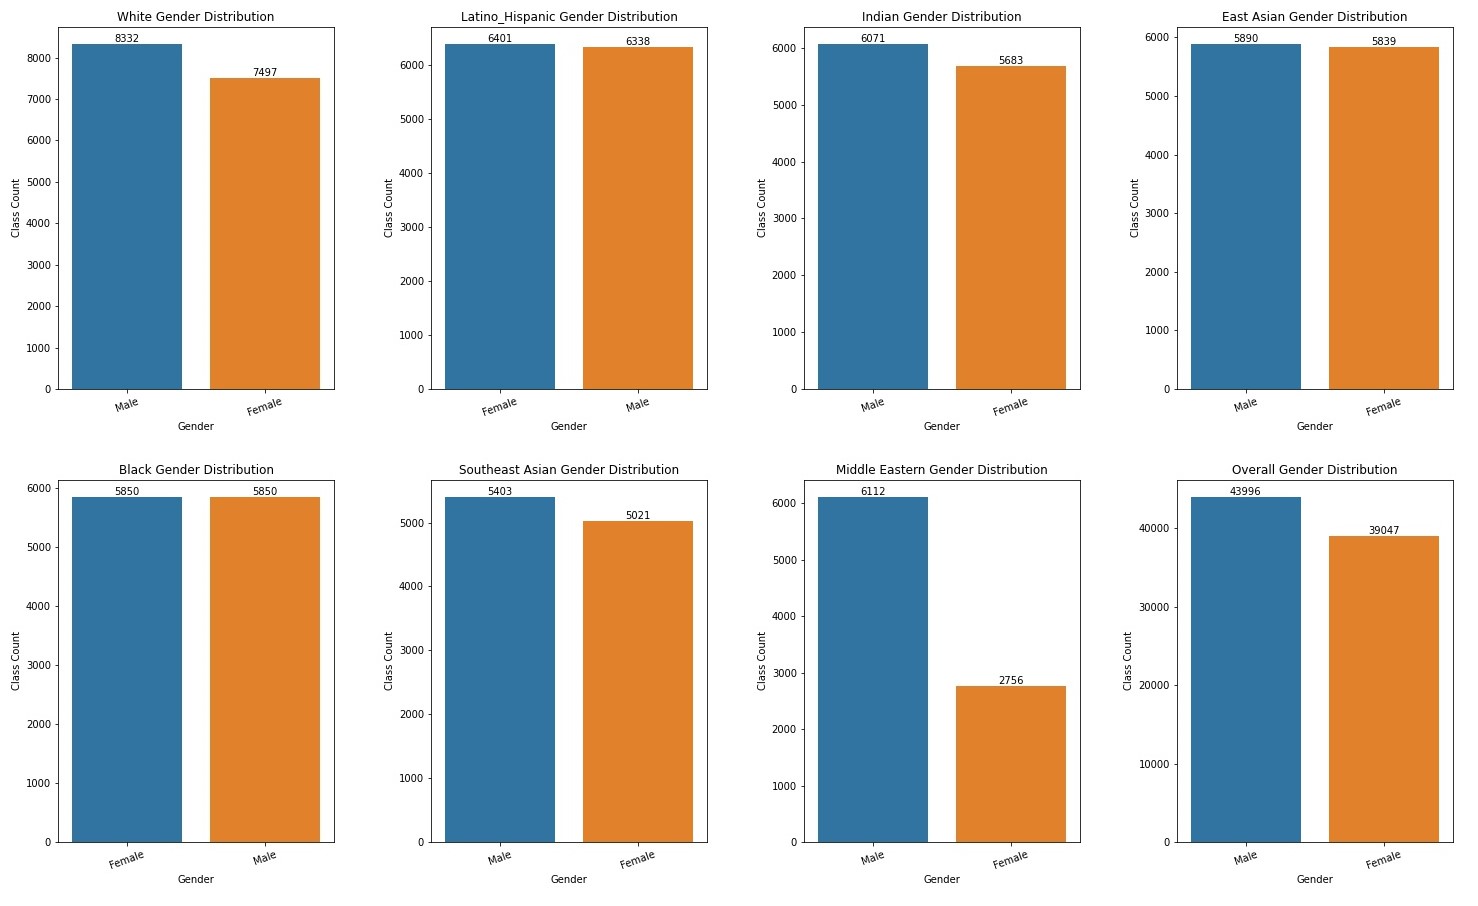 White Gender Distribution
8332
7497
8000
7000
6000
5000
4000
3000
2000
1000
0
Class Count
Male
Female
Gender
Latino_Hispanic Gender Distribution
6401
6338
6000
5000
4000
3000
2000
1000
0
Class Count
Female
Male
Gender
Indian Gender Distribution
6071
5683
6000
5000
4000
3000
2000
1000
0
Class Count
Male
Female
Gender
East Asian Gender Distribution
5890
5839
6000
5000
4000
3000
2000
1000
0
Class Count
Male
Female
Gender
Black Gender Distribution
5850
5850
6000
5000
4000
3000
2000
1000
0
Class Count
Female
Male
Gender
Southeast Asian Gender Distribution
5403
5021
5000
4000
3000
2000
1000
0
Class Count
Male
Female
Gender
Middle Eastern Gender Distribution
6112
2756
6000
5000
4000
3000
2000
1000
0
Class Count
Male
Female
Gender
Overall Gender Distribution
43996
39047
40000
30000
20000
10000
0
Class Count
Male
Female
Gender